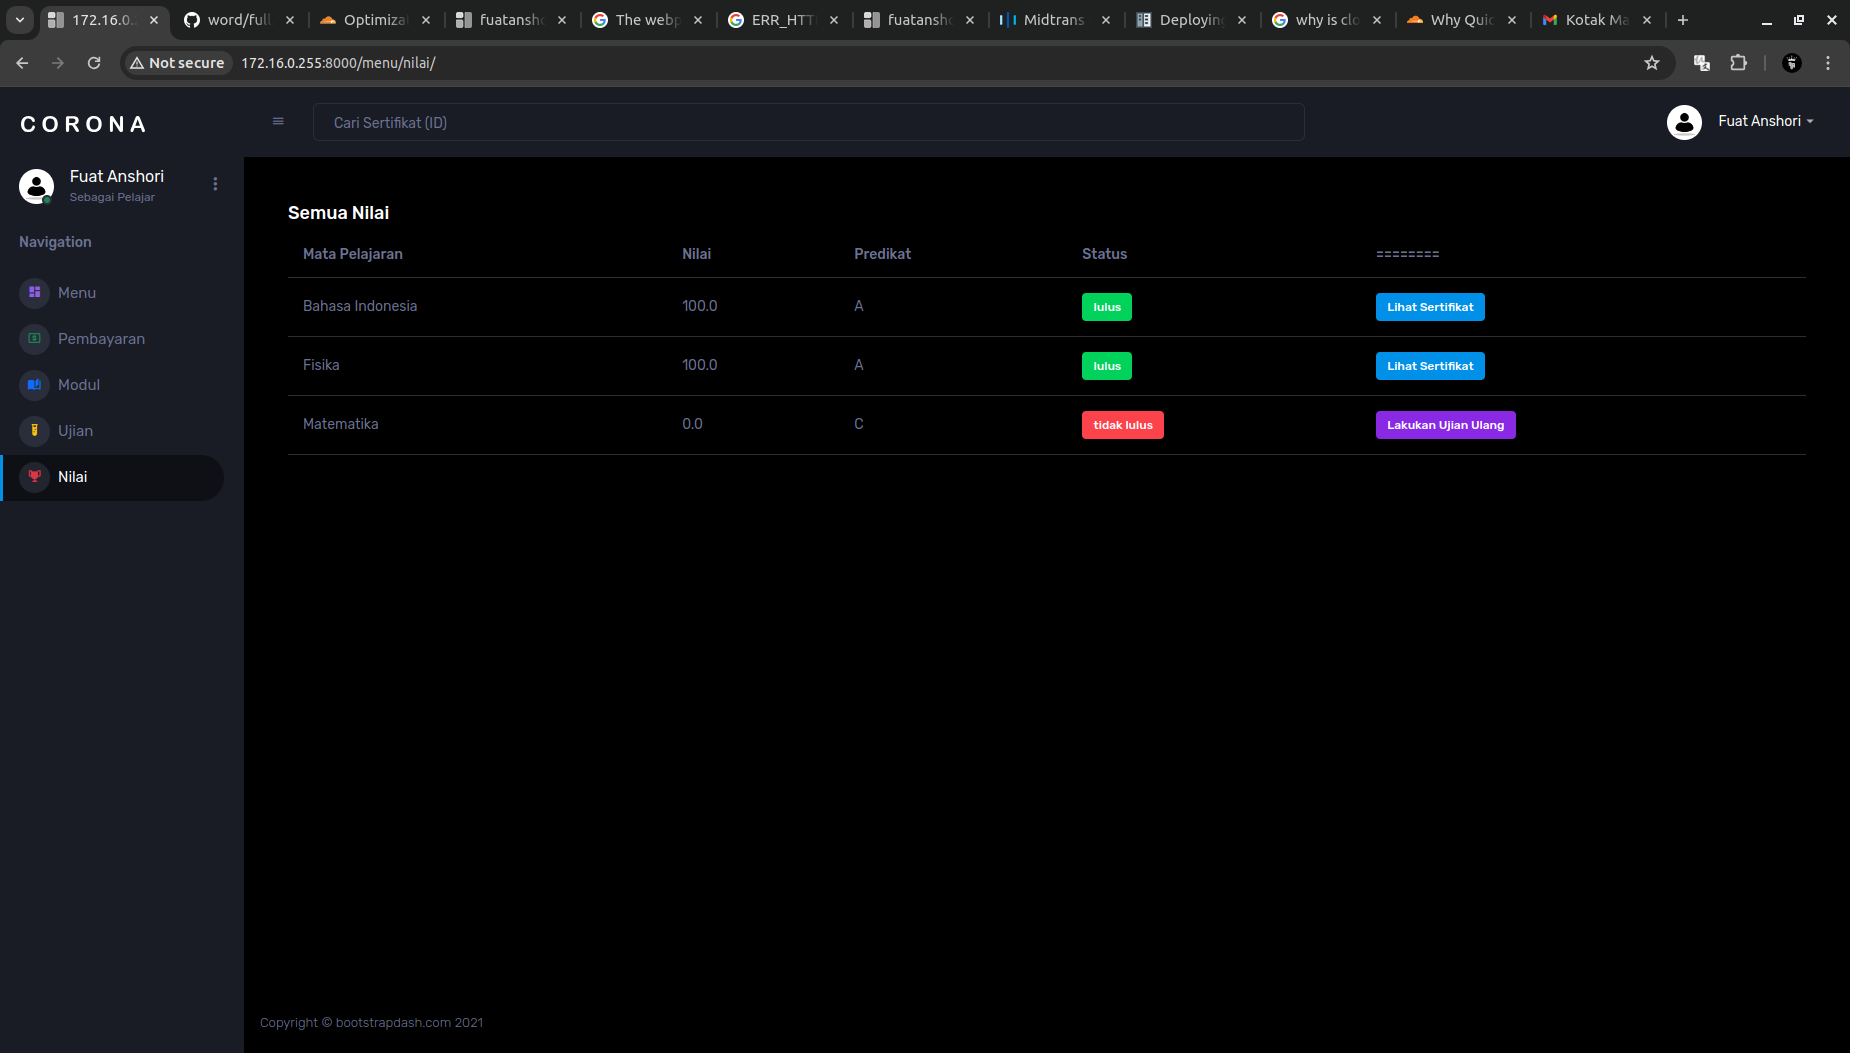 172.16.0.
word/full
Optimiza
fuatansho
The webp
ERR_HTT
fuatansho
Midtrans
Deploying
why is clo
Why Quic
Kotak Ma
Not secure 172.16.0.255:8000/menu/nilai/
CORONA
Cari Sertifikat (ID)
Fuat Anshori
Fuat Anshori
Sebagai Pelajar
Navigation
Menu
Pembayaran
Modul
Ujian
Nilai
Semua Nilai
Mata Pelajaran Nilai Predikat Status ========
Bahasa Indonesia 100.0 A lulus Lihat Sertifikat
Fisika 100.0 A lulus Lihat Sertifikat
Matematika 0.0 C tidak lulus Lakukan Ujian Ulang
Copyright © bootstrapdash.com 2021